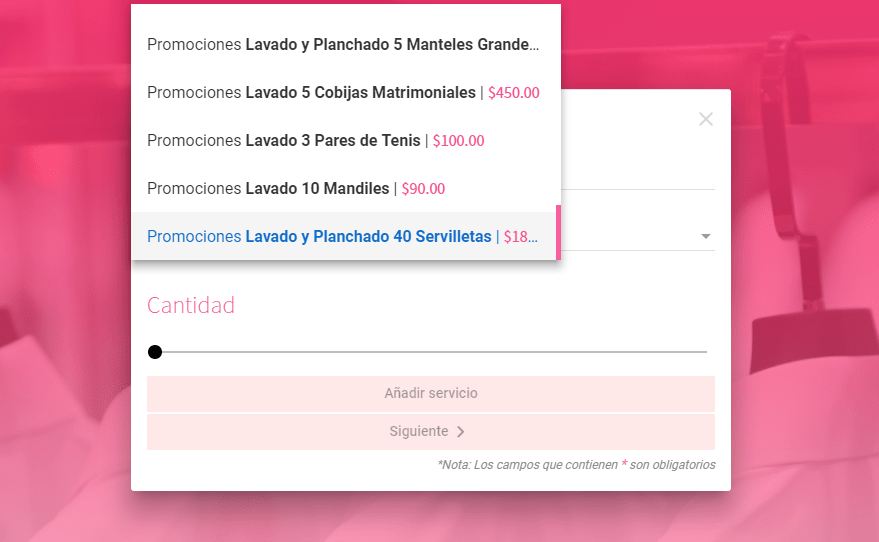 Promociones Lavado y Planchado 5 Manteles Grande...
Promociones Lavado 5 Cobijas Matrimoniales | $450.00
Promociones Lavado 3 Pares de Tenis | $100.00
Promociones Lavado 10 Mandiles | $90.00
Promociones Lavado y Planchado 40 Servilletas | $18...
Cantidad
Añadir servicio
Siguiente
*Nota: Los campos que contienen * son obligatorios